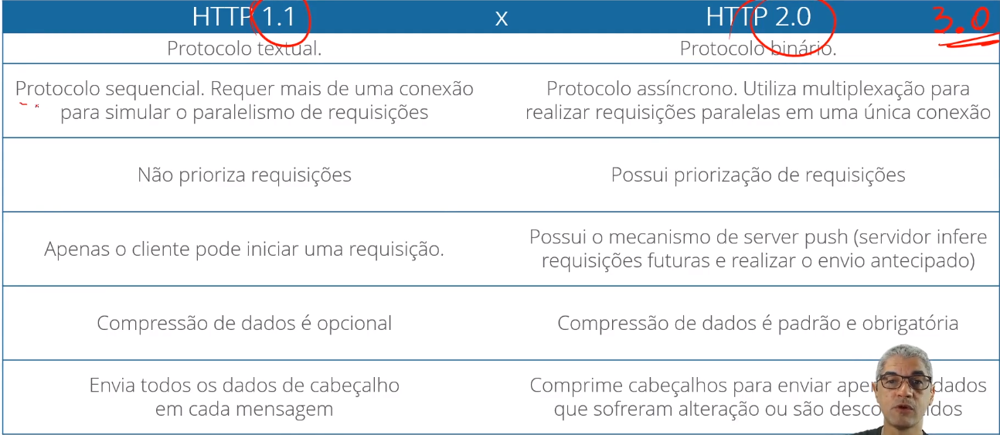 HTTP 1.1 x HTTP 2.0 3.0
Protocolo textual. Protocolo binário.
Protocolo sequencial. Requer mais de uma conexão
para simular o paralelismo de requisições
Protocolo assíncrono. Utiliza multiplexação para
realizar requisições paralelas em uma única conexão
Não prioriza requisições
Possui priorização de requisições
Apenas o cliente pode iniciar uma requisição.
Possui o mecanismo de server push (servidor infere
requisições futuras e realizar o envio antecipado)
Compressão de dados é opcional
Compressão de dados é padrão e obrigatória
Envia todos os dados de cabeçalho
em cada mensagem
Comprime cabeçalhos para enviar dados
que sofreram alteração ou são